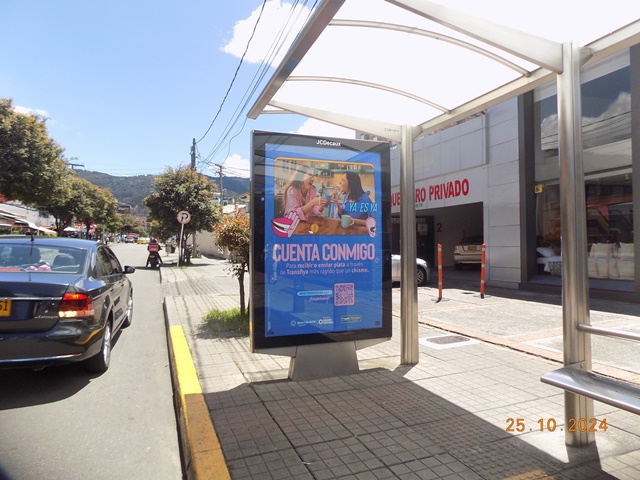 JCDecaux
YA, ES YA
CUENTA CONMIGO
Para recibir o enviar plata a través
de Transfiya más rápido que un chisme.
RO PRIVADO
2
25.10.2024